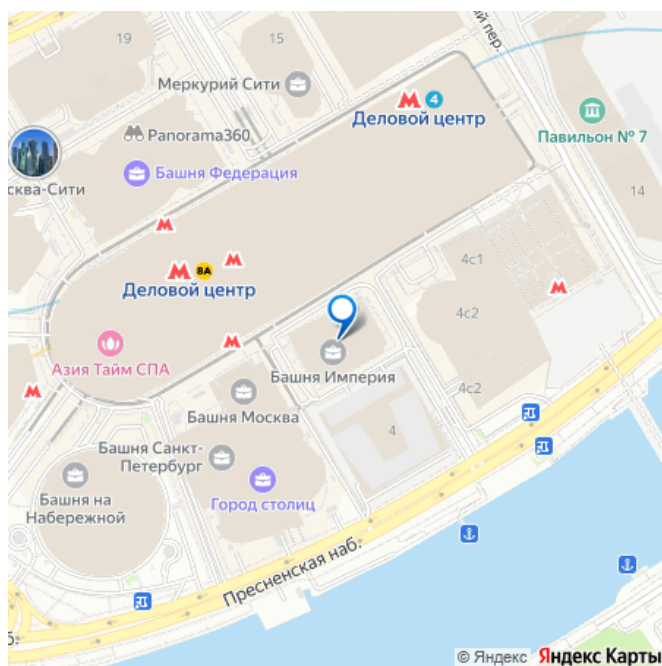 19
15
ий пер.
Меркурий Сити
4
Деловой центр
Panorama360
Павильон № 7
сква-Сити
Башня Федерация
14
8А
Деловой центр
4с1
4с2
Азия Тайм СПА
Башня Империя
4с2
Башня Москва
4
Башня Санкт-
Петербург
Башня на
Набережной
Город столиц
Пресненская наб.
б.
© Яндекс Яндекс Карты